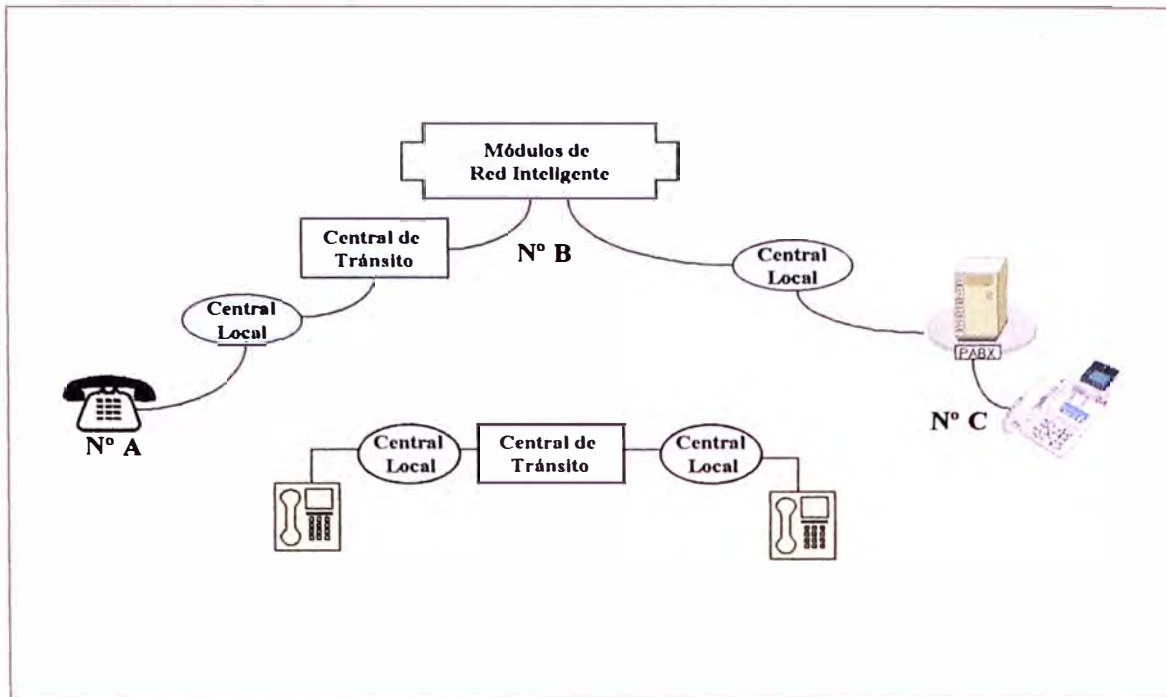 Módulos de
Red Inteligente
Central de
Tránsito
Nº B
Central
Local
Central
Local
PABX
Nº A
Nº C
Central
Local
Central de
Tránsito
Central
Local